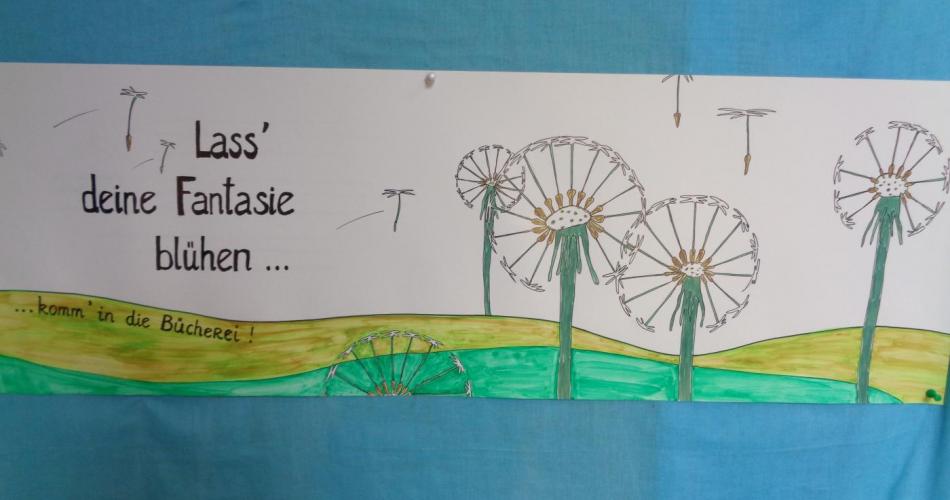 Lass'
deine Fantasie
blühen ...
...komm' in die Bücherei !